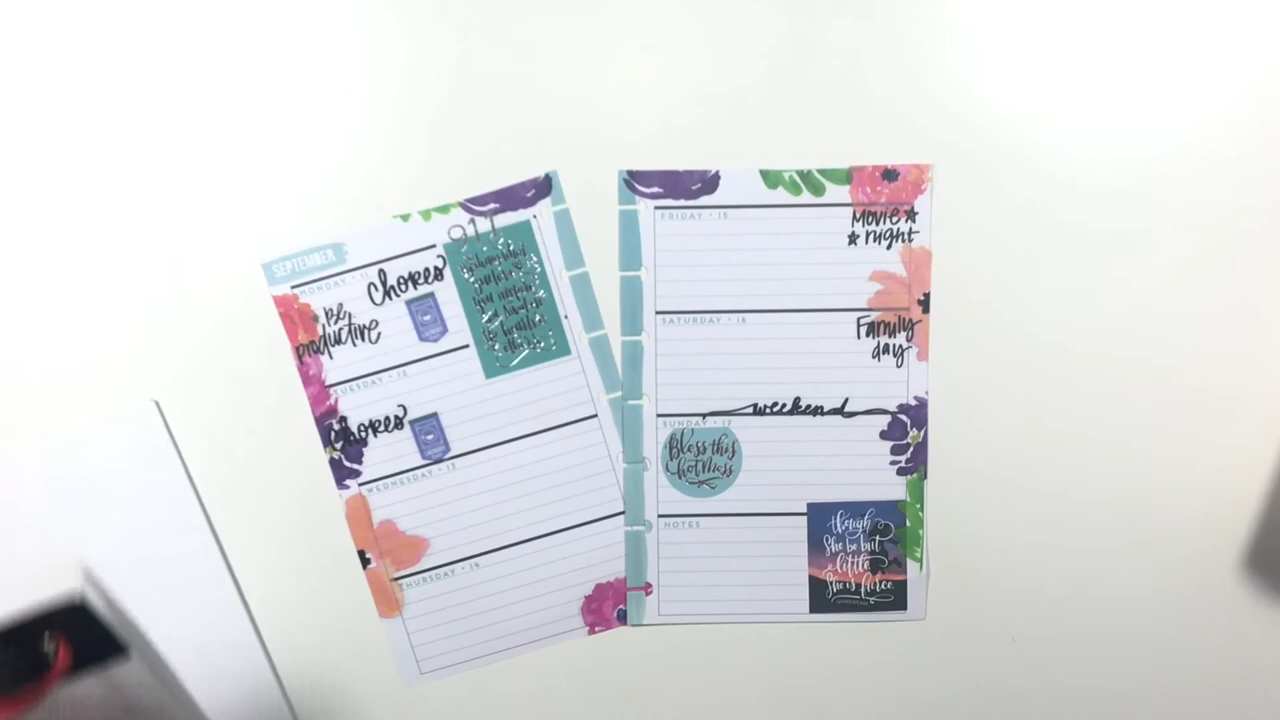 SEPTEMBER
911
MONDAY • 11
chores
Be
productive
TUESDAY • 12
chores
WEDNESDAY • 13
THURSDAY • 14
FRIDAY • 15
Movie
night
SATURDAY • 16
Family
day
weekend
SUNDAY • 17
Bless this
hot mess
NOTES
though
She be but
little
She is fierce.